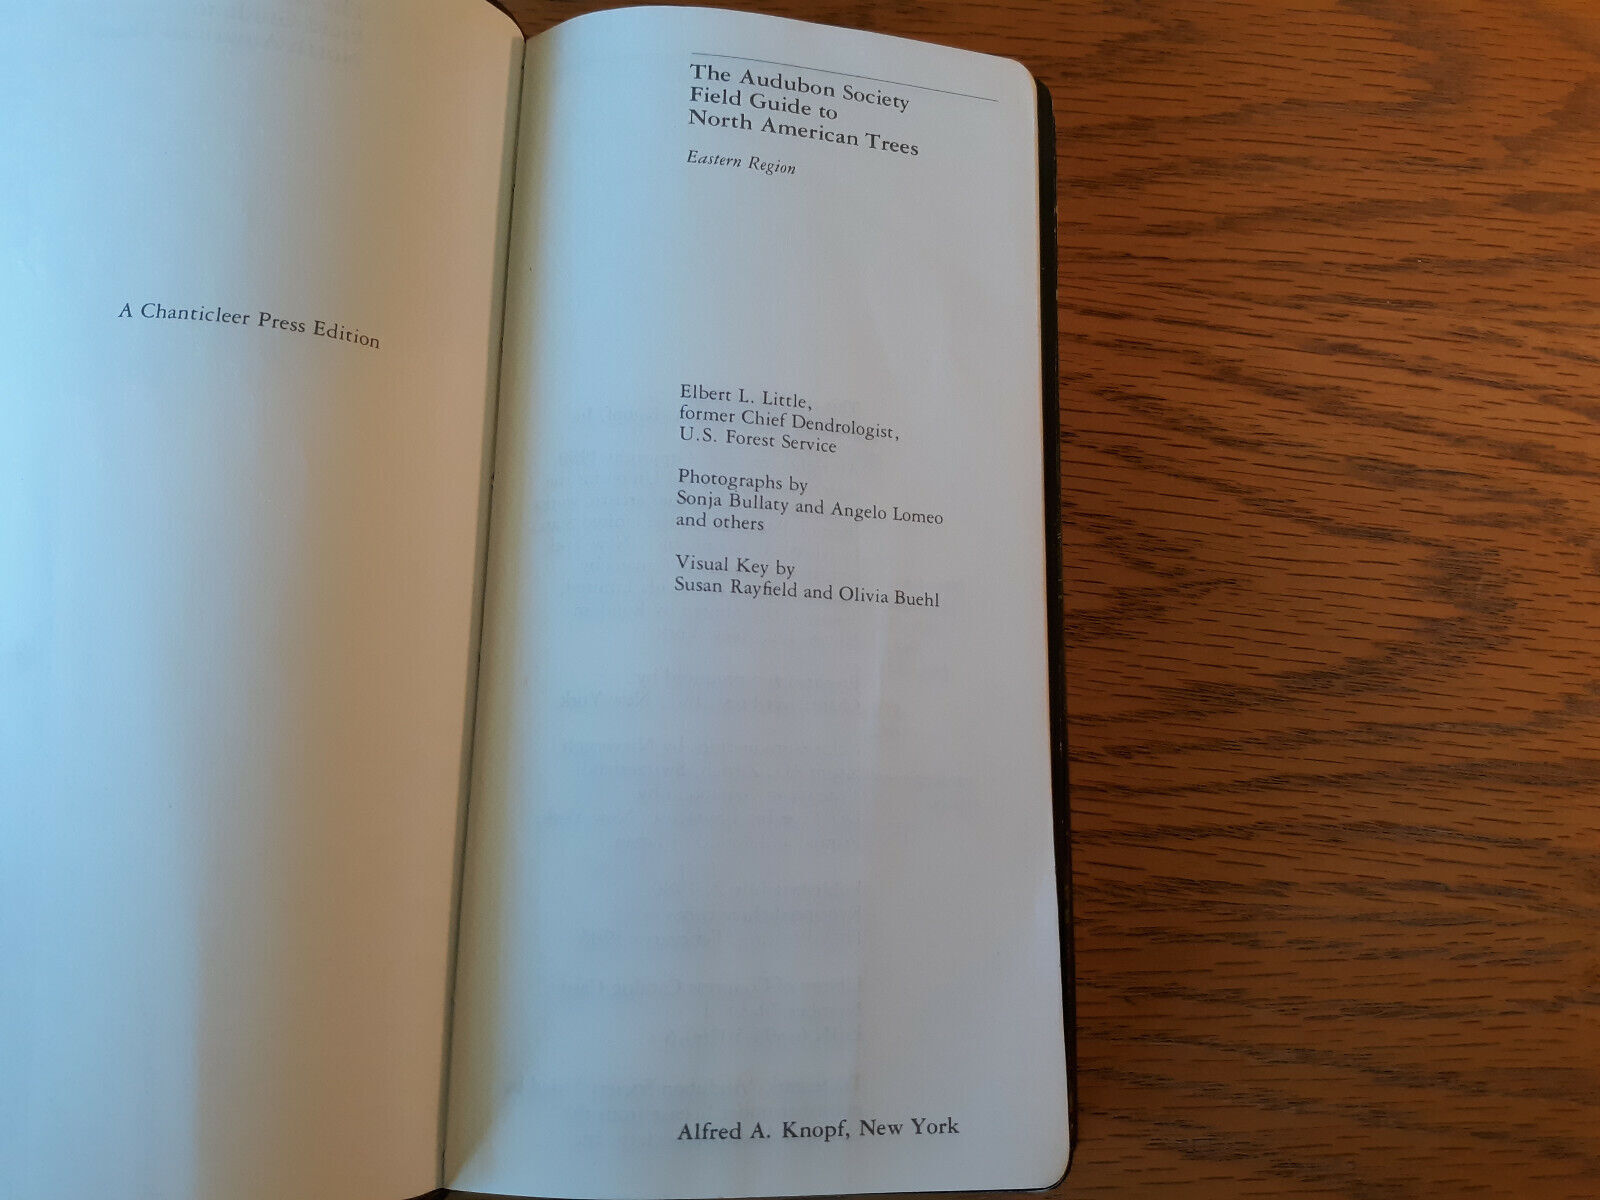 A Chanticleer Press Edition
The Audubon Society
Field Guide to
North American Trees
Eastern Region
Elbert L. Little,
former Chief Dendrologist,
U.S. Forest Service
Photographs by
Sonja Bullaty and Angelo Lomeo
and others
Visual Key by
Susan Rayfield and Olivia Buehl
Alfred A. Knopf, New York